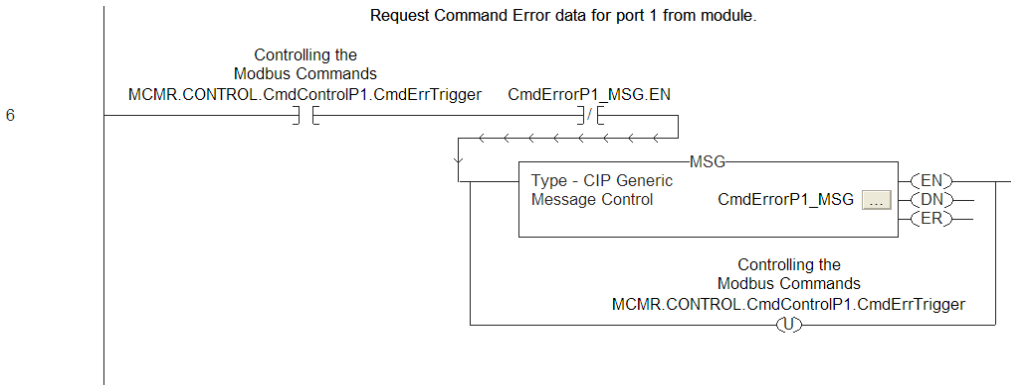 Request Command Error data for port 1 from module.
Controlling the
Modbus Commands
MCMR.CONTROL.CmdControlP1.CmdErrTrigger CmdErrorP1_MSG.EN
6
MSG
Type - CIP Generic
Message Control CmdErrorP1_MSG ...
EN
DN
ER
Controlling the
Modbus Commands
MCMR.CONTROL.CmdControlP1.CmdErrTrigger
U